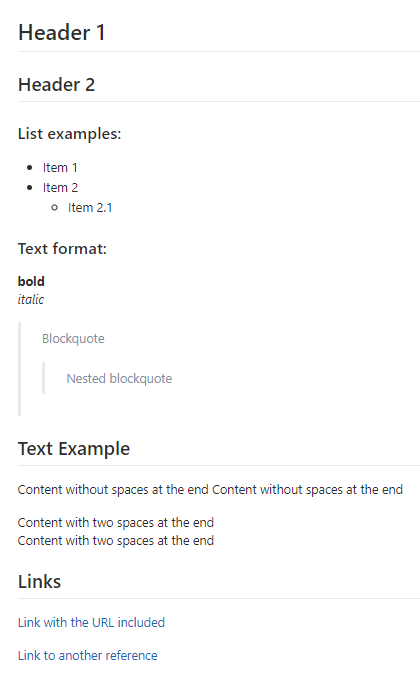 Header 1
Header 2
List examples:
Item 1
Item 2
Item 2.1
Text format:
bold
italic
Blockquote
Nested blockquote
Text Example
Content without spaces at the end Content without spaces at the end
Content with two spaces at the end
Content with two spaces at the end
Links
Link with the URL included
Link to another reference